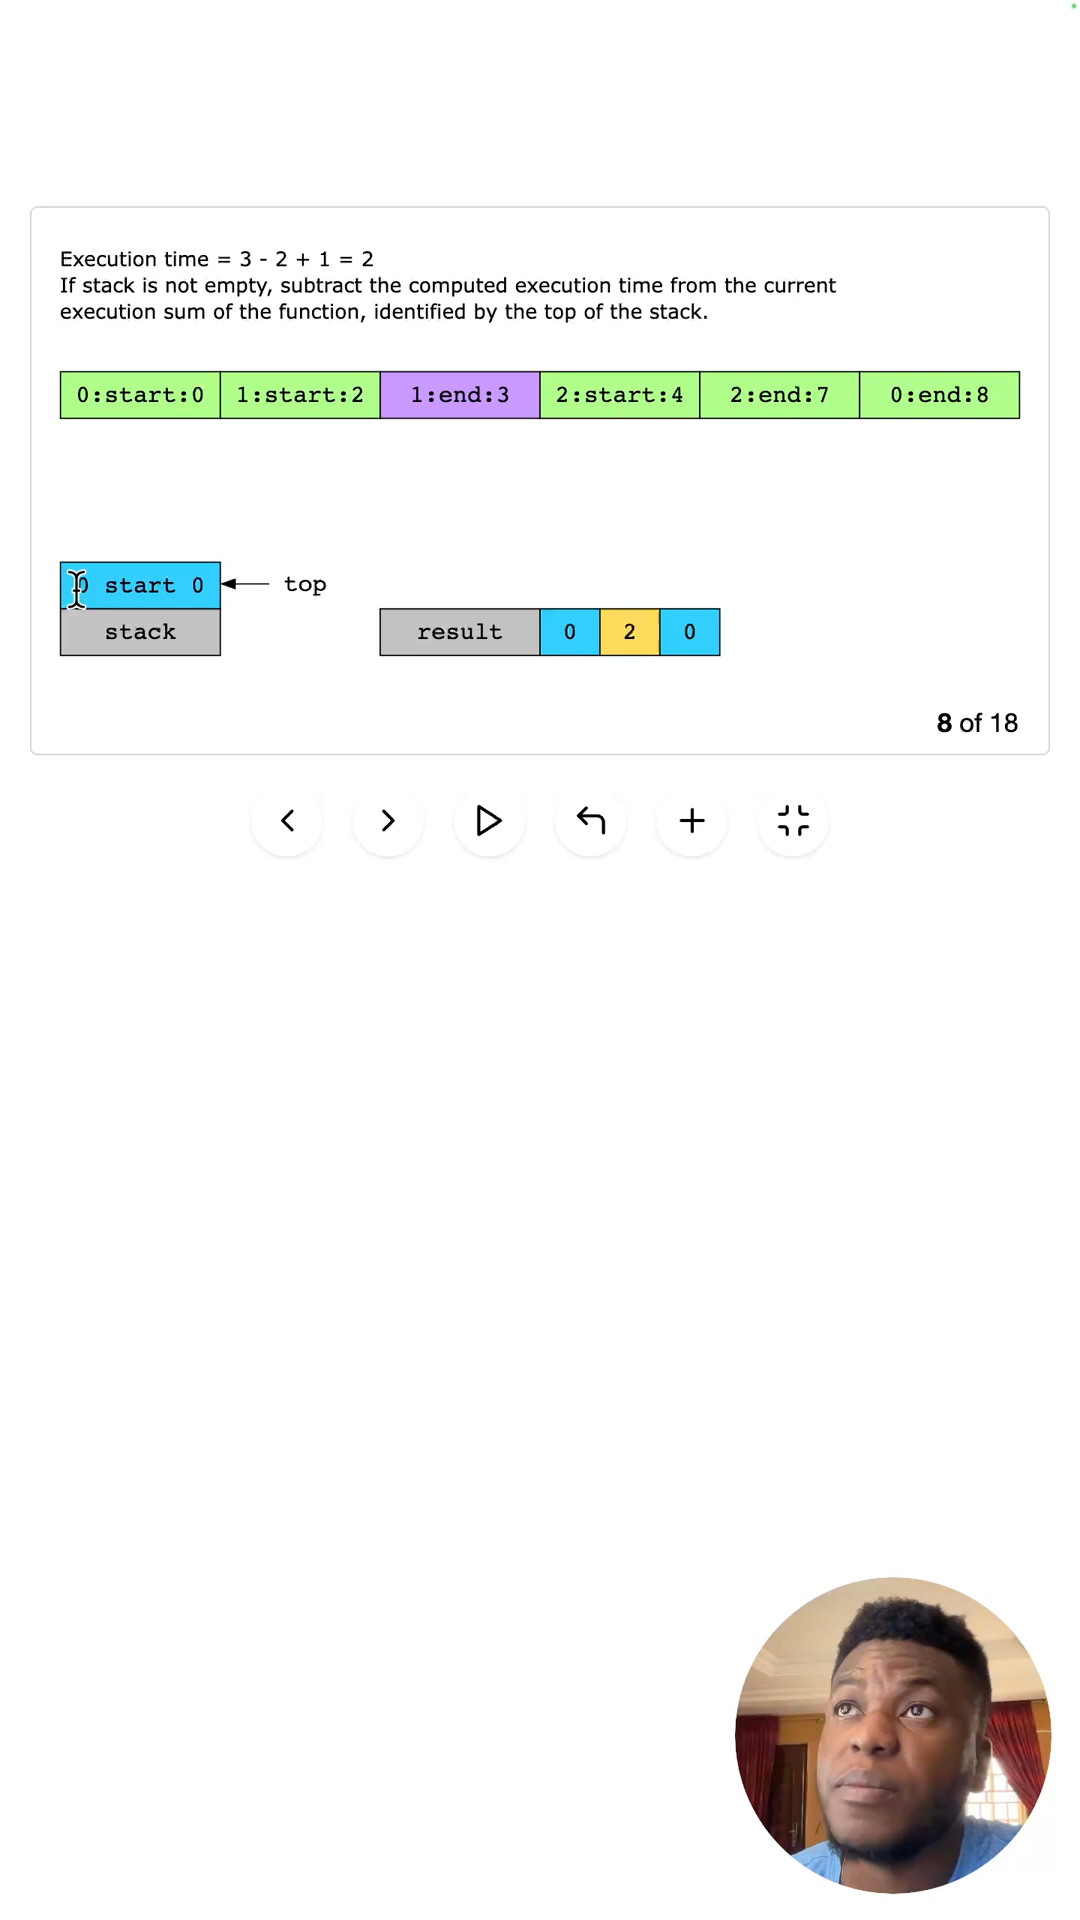 Execution time = 3 - 2 + 1 = 2
If stack is not empty, subtract the computed execution time from the current
execution sum of the function, identified by the top of the stack.
0:start:0 1:start:2 1:end:3 2:start:4 2:end:7 0:end:8
0 start 0 top
stack result 0 2 0
8 of 18